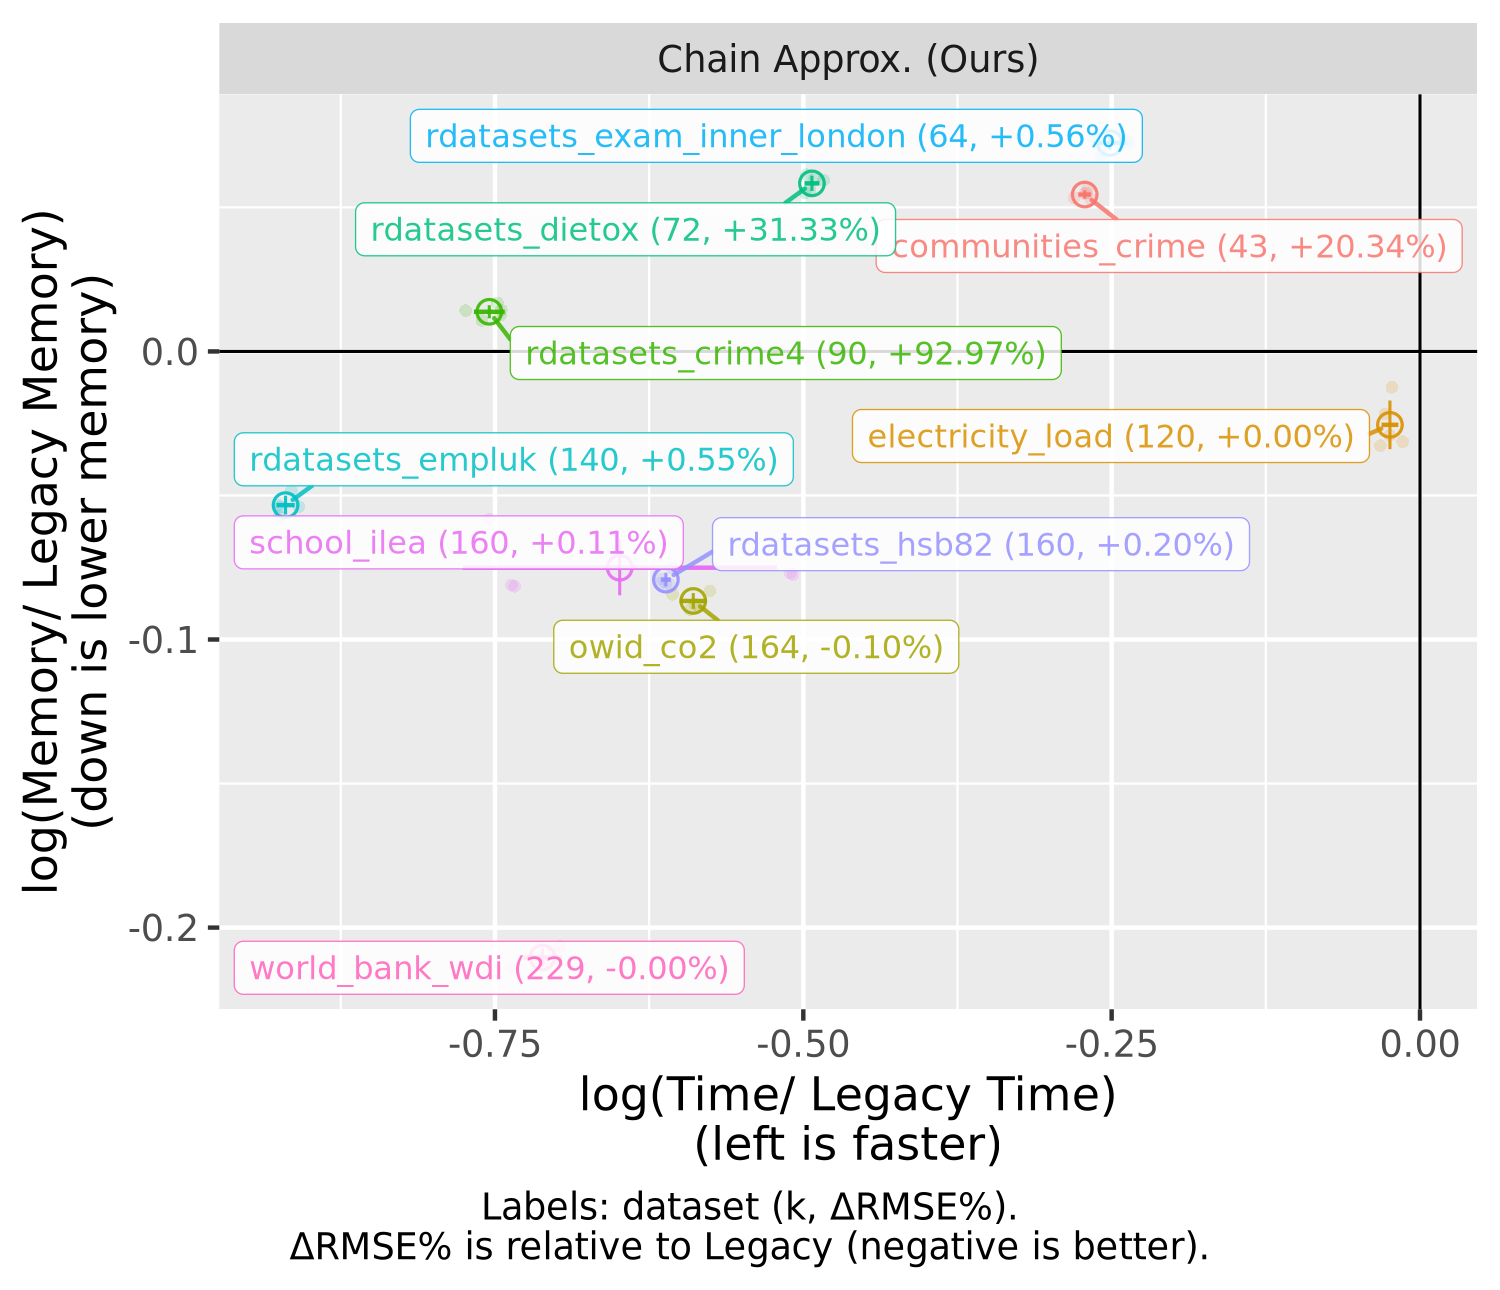 Chain Approx. (Ours)
rdatasets_exam_inner_london (64, +0.56%)
rdatasets_dietox (72, +31.33%)
communities_crime (43, +20.34%)
rdatasets_crime4 (90, +92.97%)
electricity_load (120, +0.00%)
rdatasets_empluk (140, +0.55%)
school_ilea (160, +0.11%)
rdatasets_hsb82 (160, +0.20%)
owid_co2 (164, -0.10%)
world_bank_wdi (229, -0.00%)
log(Memory/ Legacy Memory)
(down is lower memory)
0.0
-0.1
-0.2
-0.75
-0.50
-0.25
0.00
log(Time/ Legacy Time)
(left is faster)
Labels: dataset (k, ΔRMSE%).
ΔRMSE% is relative to Legacy (negative is better).